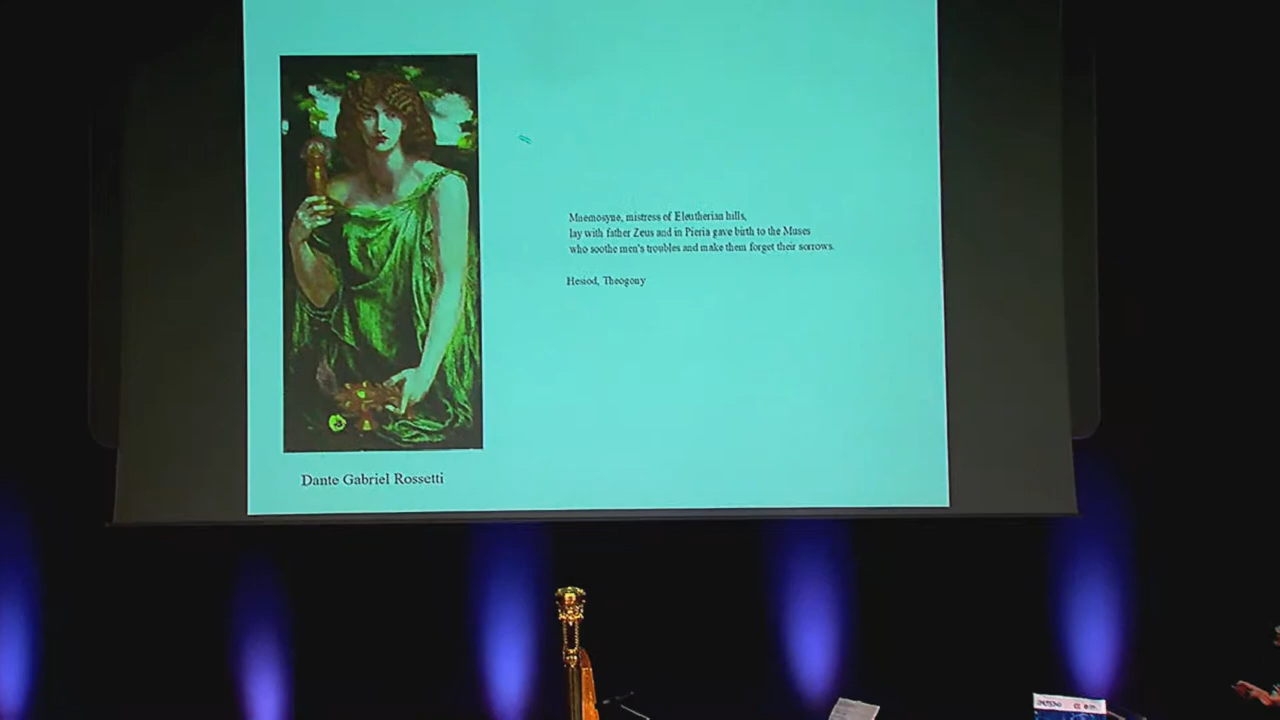 Mnemosyne, mistress of Eleutherian hills,
lay with father Zeus and in Pieria gave birth to the Muses
who soothe men's troubles and make them forget their sorrows.
Hesiod, Theogony
Dante Gabriel Rossetti